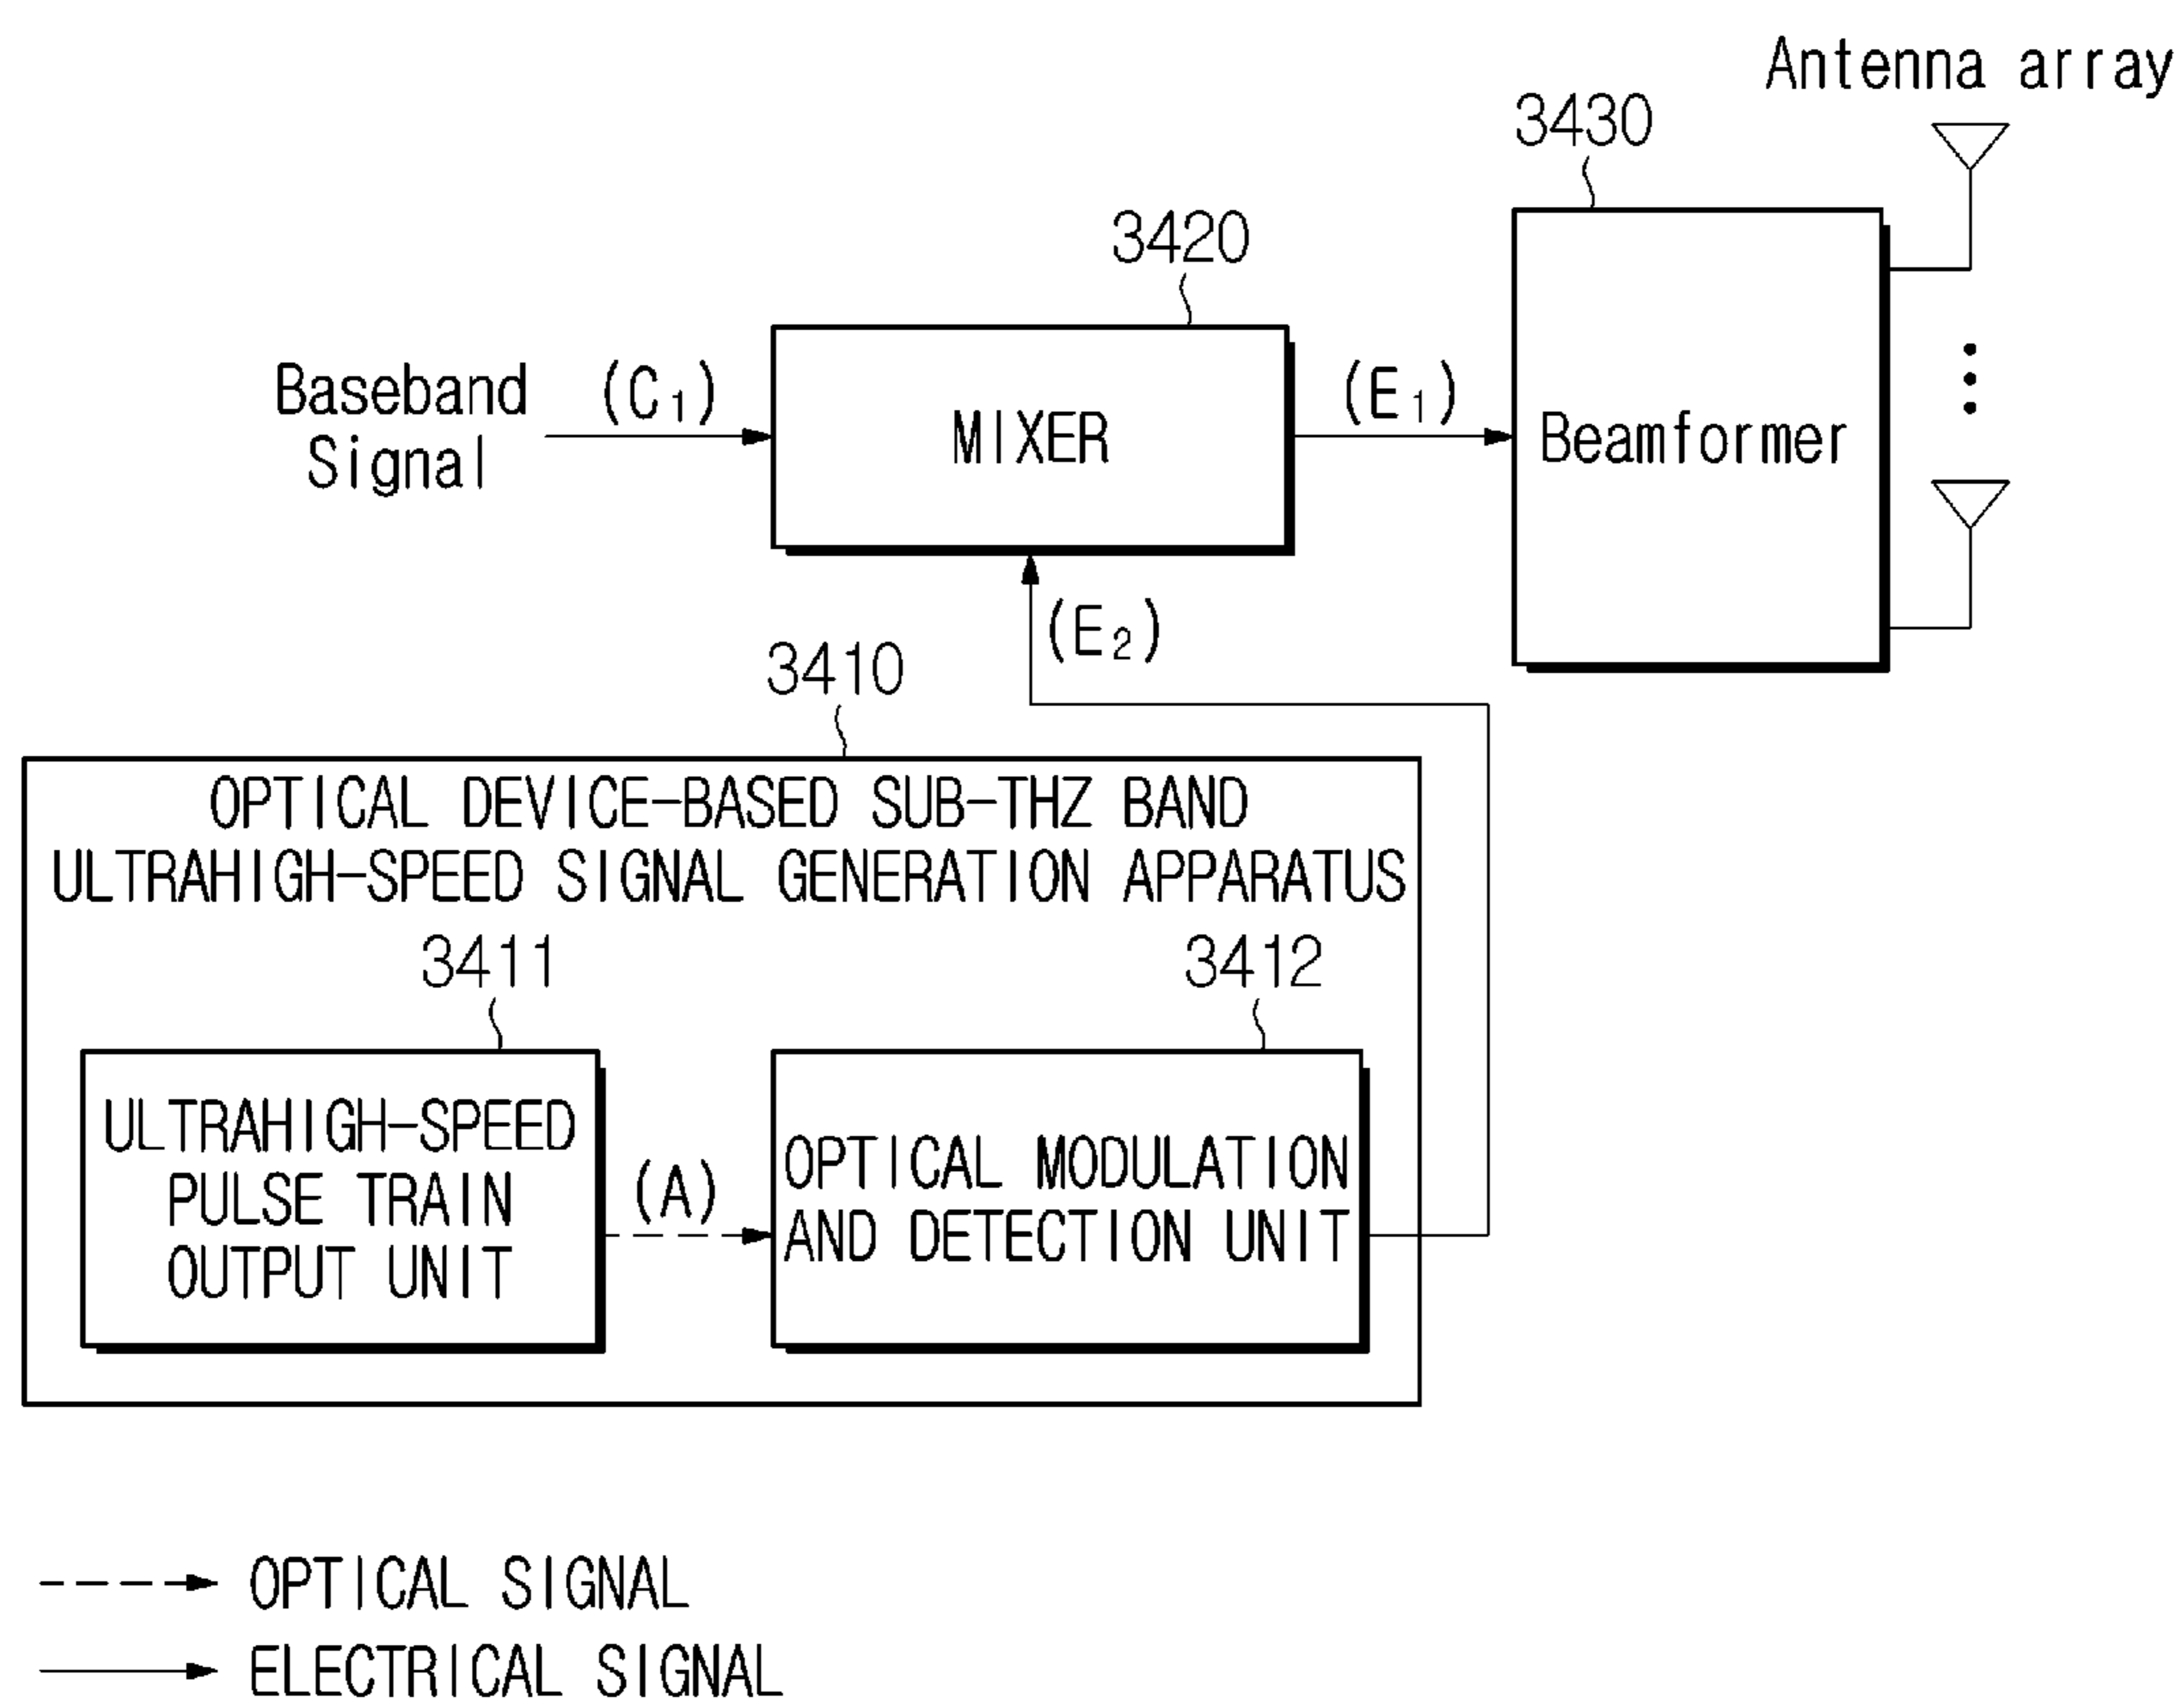 Antenna array
3430
3420
Baseband
Signal
(C₁)
MIXER
(E₁)
Beamformer
(E₂)
3410
OPTICAL DEVICE-BASED SUB-THZ BAND
ULTRAHIGH-SPEED SIGNAL GENERATION APPARATUS
3411
3412
ULTRAHIGH-SPEED
PULSE TRAIN
OUTPUT UNIT
(A)
OPTICAL MODULATION
AND DETECTION UNIT
OPTICAL SIGNAL
ELECTRICAL SIGNAL